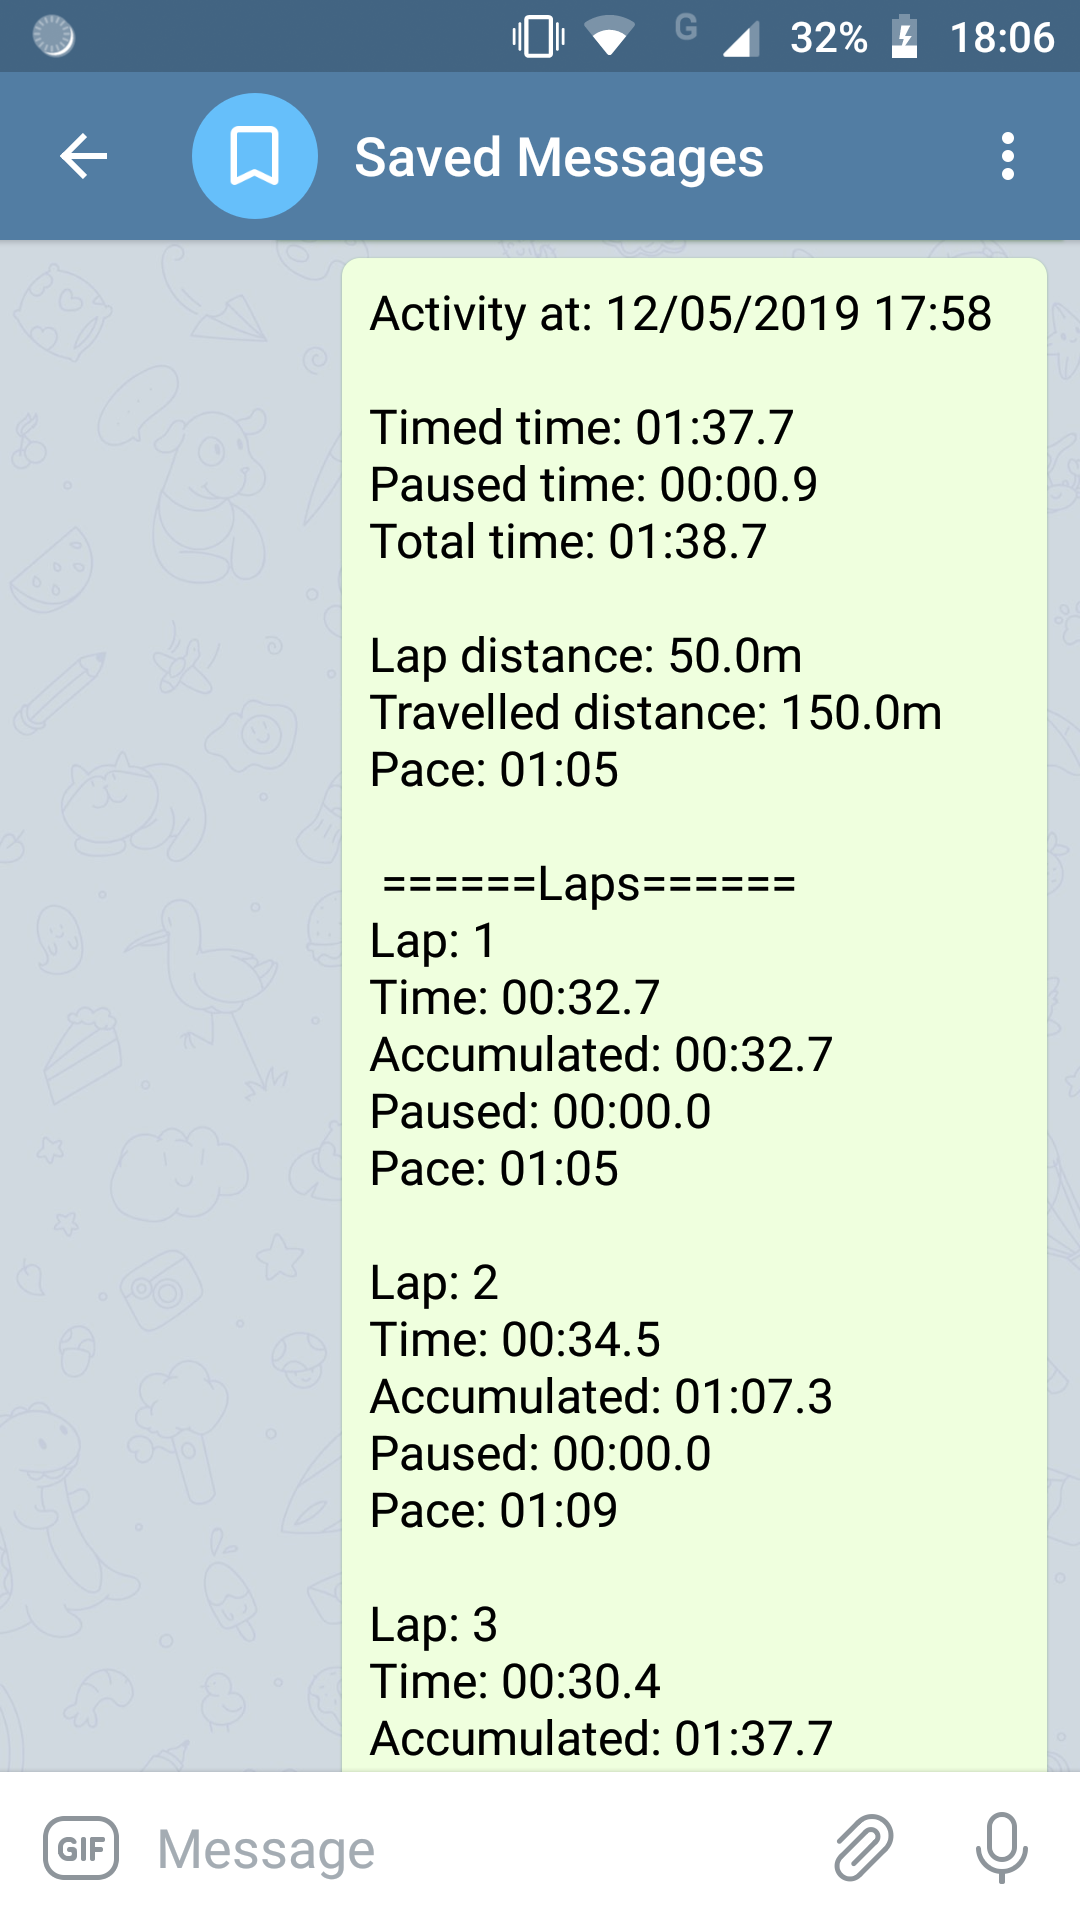 G 32% 18:06
Saved Messages
Activity at: 12/05/2019 17:58
Timed time: 01:37.7
Paused time: 00:00.9
Total time: 01:38.7
Lap distance: 50.0m
Travelled distance: 150.0m
Pace: 01:05
======Laps======
Lap: 1
Time: 00:32.7
Accumulated: 00:32.7
Paused: 00:00.0
Pace: 01:05
Lap: 2
Time: 00:34.5
Accumulated: 01:07.3
Paused: 00:00.0
Pace: 01:09
Lap: 3
Time: 00:30.4
Accumulated: 01:37.7
GIF Message